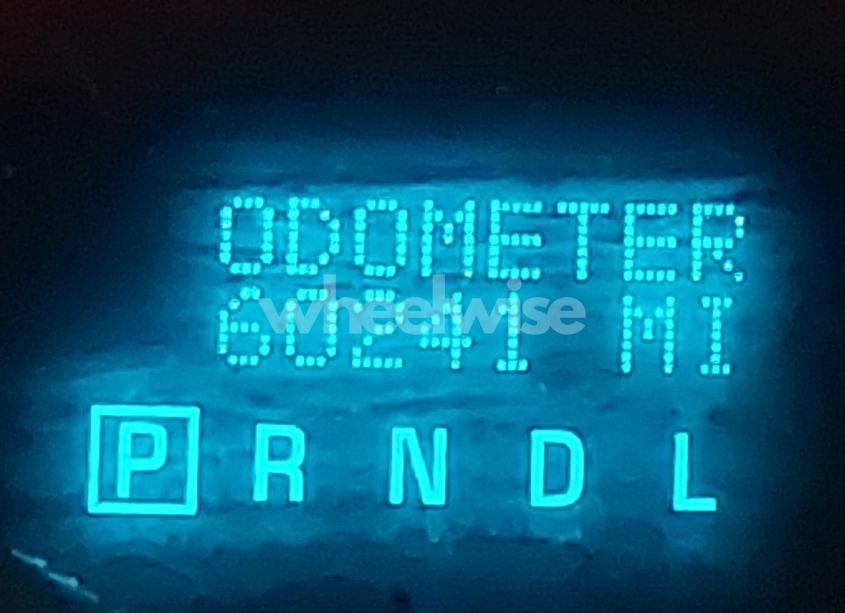 ODOMETER
60241 MI
wheelwise
P R N D L